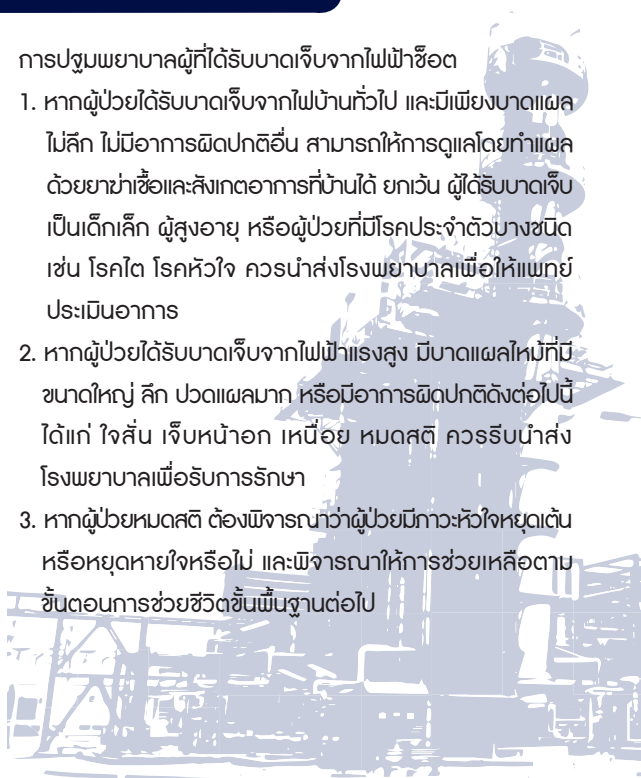 การปฐมพยาบาลผู้ที่ได้รับบาดเจ็บจากไฟฟ้าช็อต
1. หากผู้ป่วยได้รับบาดเจ็บจากไฟบ้านทั่วไป และมีเพียงบาดแผล
ไม่ลึก ไม่มีอาการผิดปกติอื่น สามารถให้การดูแลโดยทำแผล
ด้วยยาฆ่าเชื้อและสังเกตอาการที่บ้านได้ ยกเว้น ผู้ได้รับบาดเจ็บ
เป็นเด็กเล็ก ผู้สูงอายุ หรือผู้ป่วยที่มีโรคประจำตัวบางชนิด
เช่น โรคไต โรคหัวใจ ควรนำส่งโรงพยาบาลเพื่อให้แพทย์
ประเมินอาการ
2. หากผู้ป่วยได้รับบาดเจ็บจากไฟฟ้าแรงสูง มีบาดแผลไหม้ที่มี
ขนาดใหญ่ ลึก ปวดแผลมาก หรือมีอาการผิดปกติดังต่อไปนี้
ได้แก่ ใจสั่น เจ็บหน้าอก เหนื่อย หมดสติ ควรรีบนำส่ง
โรงพยาบาลเพื่อรับการรักษา
3. หากผู้ป่วยหมดสติ ต้องพิจารณาว่าผู้ป่วยมีภาวะหัวใจหยุดเต้น
หรือหยุดหายใจหรือไม่ และพิจารณาให้การช่วยเหลือตาม
ขั้นตอนการช่วยชีวิตขั้นพื้นฐานต่อไป